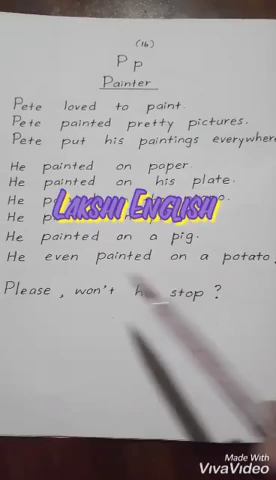 (16)
P p
Painter
Pete loved to paint.
Pete painted pretty pictures.
Pete put his paintings everywhere
He painted on paper.
He painted on his plate.
He
LAKSHI ENGLISH
He
He painted on a pig.
He even painted on a potato.
Please, won't stop?
Made With
VivaVideo